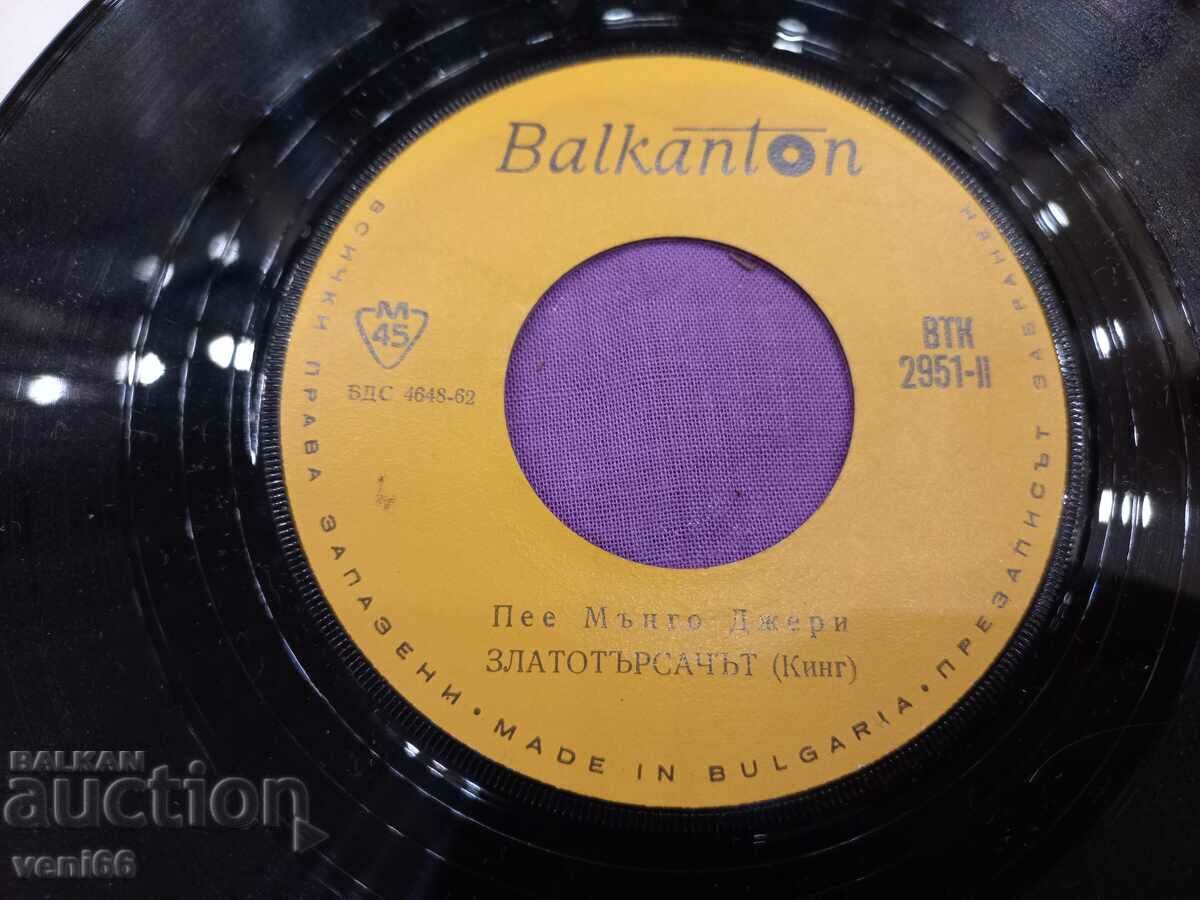 Balkanton
М
45
БДС 4648-62
ВТК
2951-II
Пее Мънго Джери
ЗЛАТОТЪРСАЧЪТ (Кинг)
ВСИЧКИ ПРАВА ЗАПАЗЕНИ • MADE IN BULGARIA • ПРЕЗАПИСЪТ ЗАБРАНЕН
BALKAN
auction
veni66